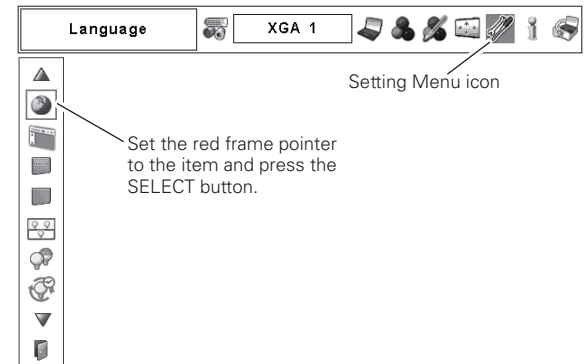 Language
XGA 1
Setting Menu icon
Set the red frame pointer
to the item and press the
SELECT button.